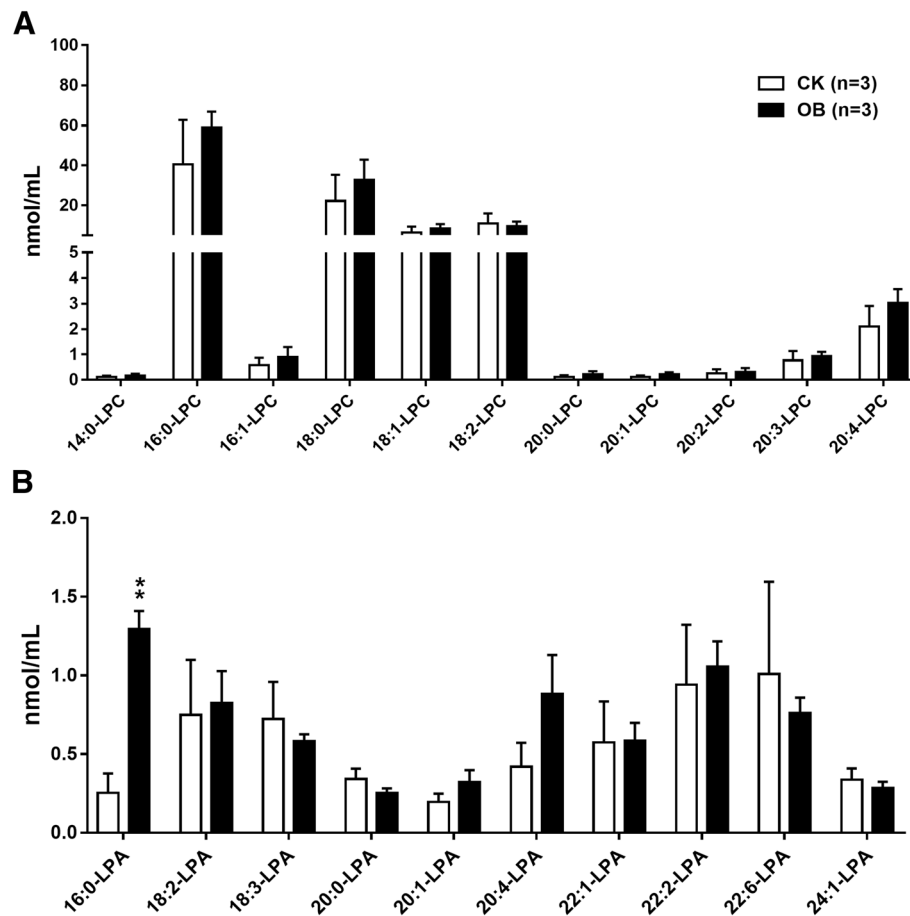 A
100
80
60
40
20
5
4
3
2
1
0
nmol/mL
CK (n=3)
OB (n=3)
14:0-LPC
16:0-LPC
16:1-LPC
18:0-LPC
18:1-LPC
18:2-LPC
20:0-LPC
20:1-LPC
20:2-LPC
20:3-LPC
20:4-LPC
B
2.0
1.5
1.0
0.5
0.0
nmol/mL
**
16:0-LPA
18:2-LPA
18:3-LPA
20:0-LPA
20:1-LPA
20:4-LPA
22:1-LPA
22:2-LPA
22:6-LPA
24:1-LPA